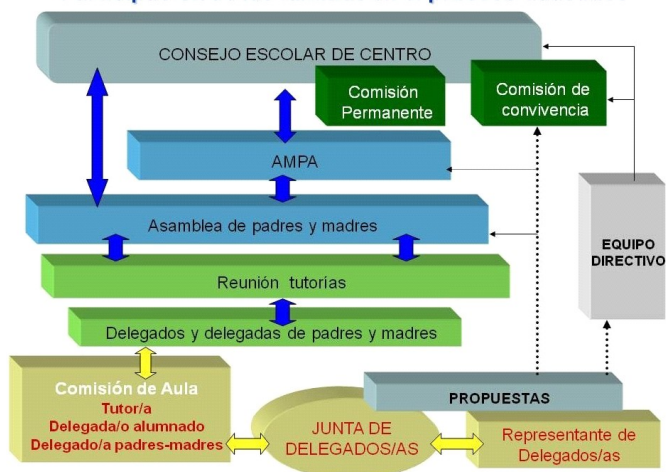 CONSEJO ESCOLAR DE CENTRO
Comisión
Permanente
Comisión de
convivencia
AMPA
Asamblea de padres y madres
EQUIPO
DIRECTIVO
Reunión tutorías
Delegados y delegadas de padres y madres
Comisión de Aula
Tutor/a
Delegada/o alumnado
Delegado/a padres-madres
PROPUESTAS
JUNTA DE
DELEGADOS/AS
Representante de
Delegados/as